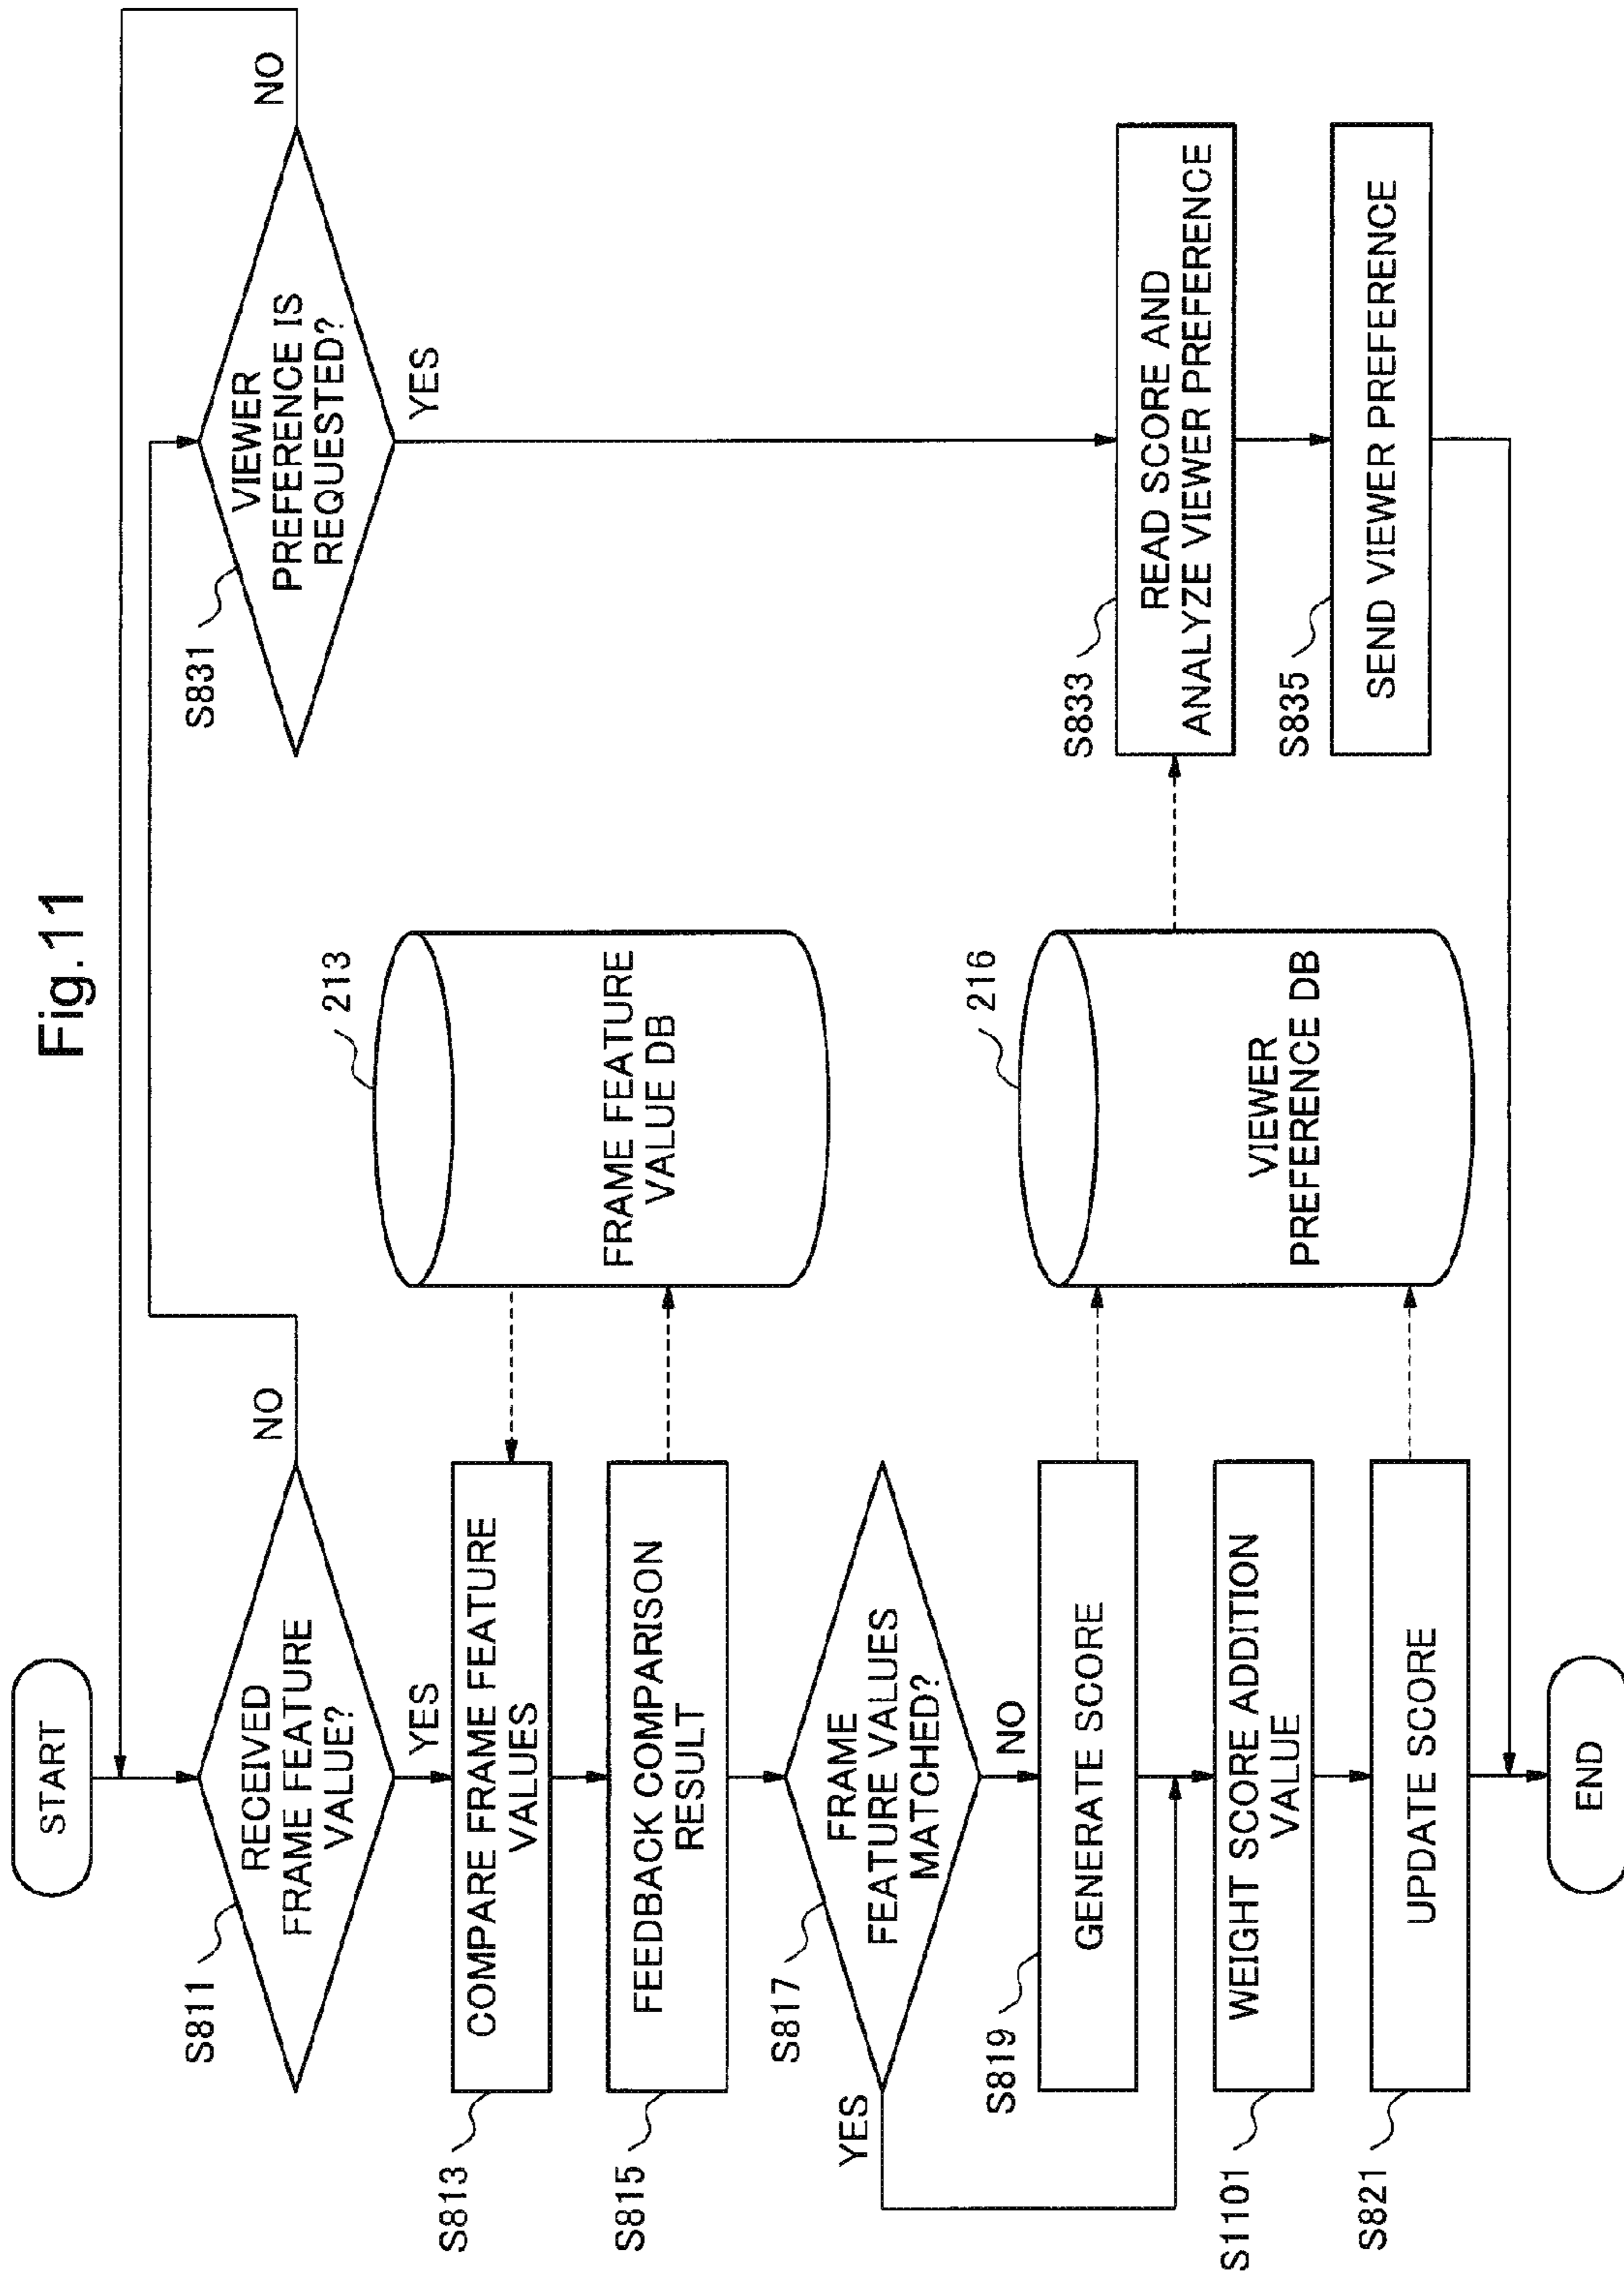 Fig.11
START
S811
RECEIVED
FRAME FEATURE
VALUE?
NO
YES
S813
COMPARE FRAME FEATURE
VALUES
S815
FEEDBACK COMPARISON
RESULT
S817
FRAME
FEATURE VALUES
MATCHED?
YES
NO
S819
GENERATE SCORE
S1101
WEIGHT SCORE ADDITION
VALUE
S821
UPDATE SCORE
END
213
FRAME FEATURE
VALUE DB
216
VIEWER
PREFERENCE DB
S831
VIEWER
PREFERENCE IS
REQUESTED?
NO
YES
S833
READ SCORE AND
ANALYZE VIEWER PREFERENCE
S835
SEND VIEWER PREFERENCE